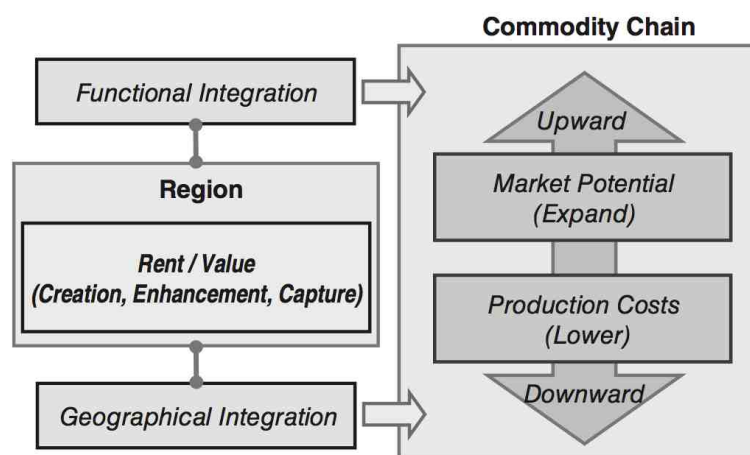 Commodity Chain
Functional Integration
Upward
Region
Market Potential
(Expand)
Rent / Value
(Creation, Enhancement, Capture)
Production Costs
(Lower)
Geographical Integration
Downward